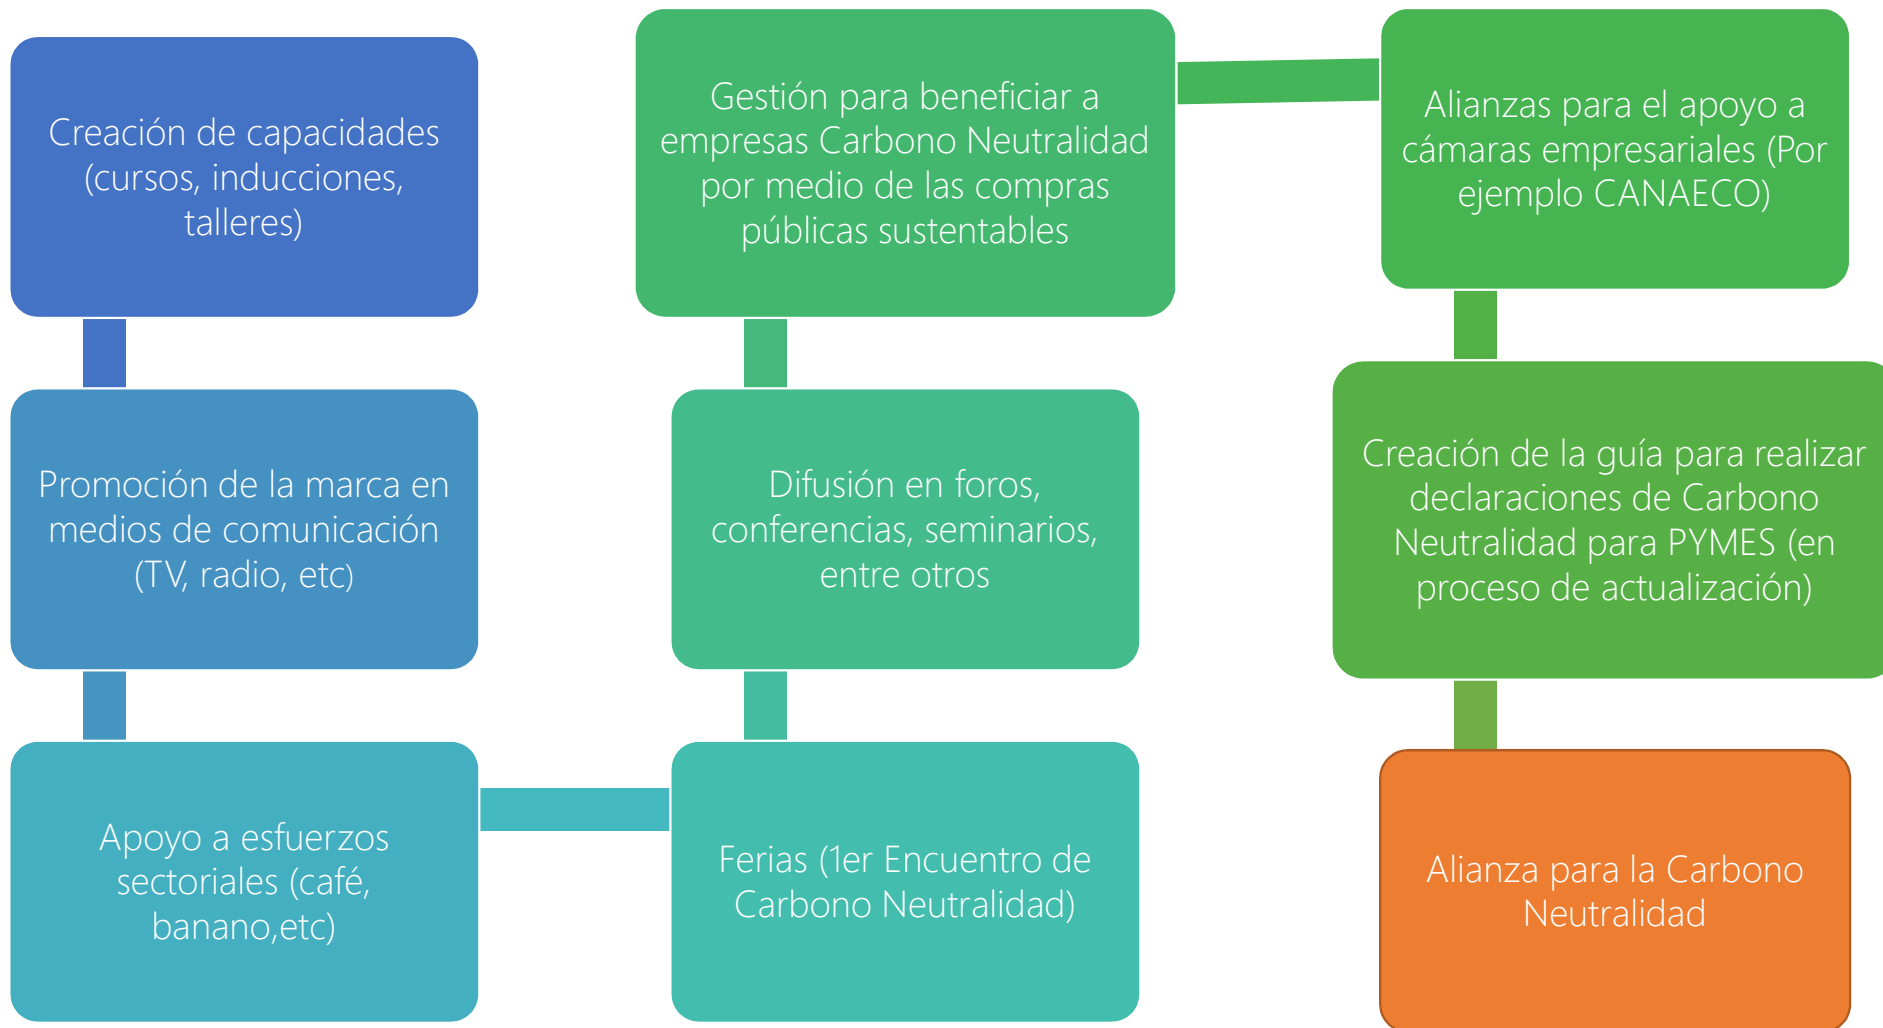 Creación de capacidades
(cursos, inducciones,
talleres)
Promoción de la marca en
medios de comunicación
(TV, radio, etc)
Apoyo a esfuerzos
sectoriales (café,
banano,etc)
Ferias (1er Encuentro de
Carbono Neutralidad)
Difusión en foros,
conferencias, seminarios,
entre otros
Gestión para beneficiar a
empresas Carbono Neutralidad
por medio de las compras
públicas sustentables
Alianzas para el apoyo a
cámaras empresariales (Por
ejemplo CANAECO)
Creación de la guía para realizar
declaraciones de Carbono
Neutralidad para PYMES (en
proceso de actualización)
Alianza para la Carbono
Neutralidad